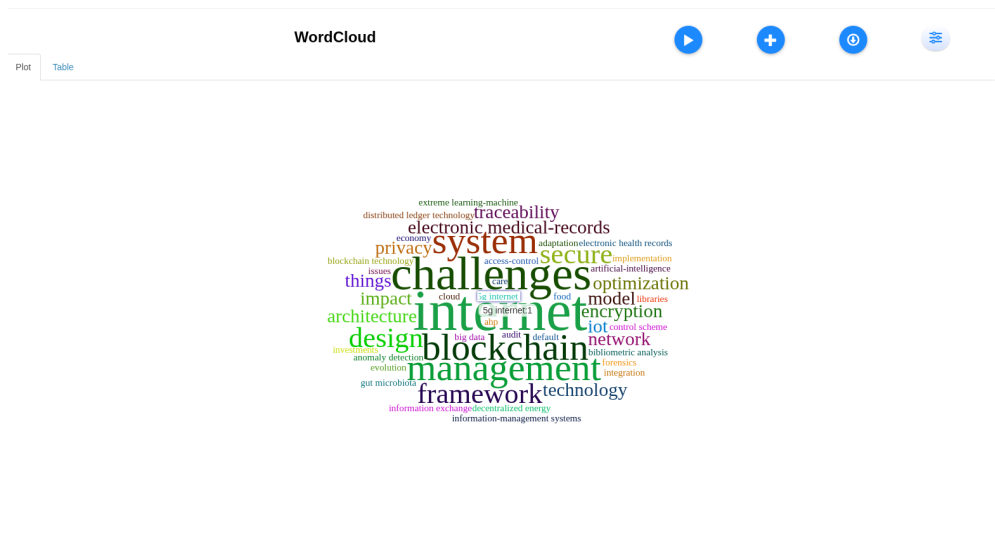 WordCloud
Plot
Table
extreme learning-machine
distributed ledger technology
traceability
electronic medical-records
economy
system
adaptation
electronic health records
privacy
secure
blockchain technology
access-control
implementation
issues
challenges
artificial-intelligence
things
care
optimization
impact
cloud
5g internet
food
model
libraries
internet
5g internet:1
encryption
architecture
ahp
iot
control scheme
design
big data
audit
default
network
investments
blockchain
bibliometric analysis
anomaly detection
forensics
evolution
management
integration
gut microbiota
framework
technology
information exchange
decentralized energy
information-management systems